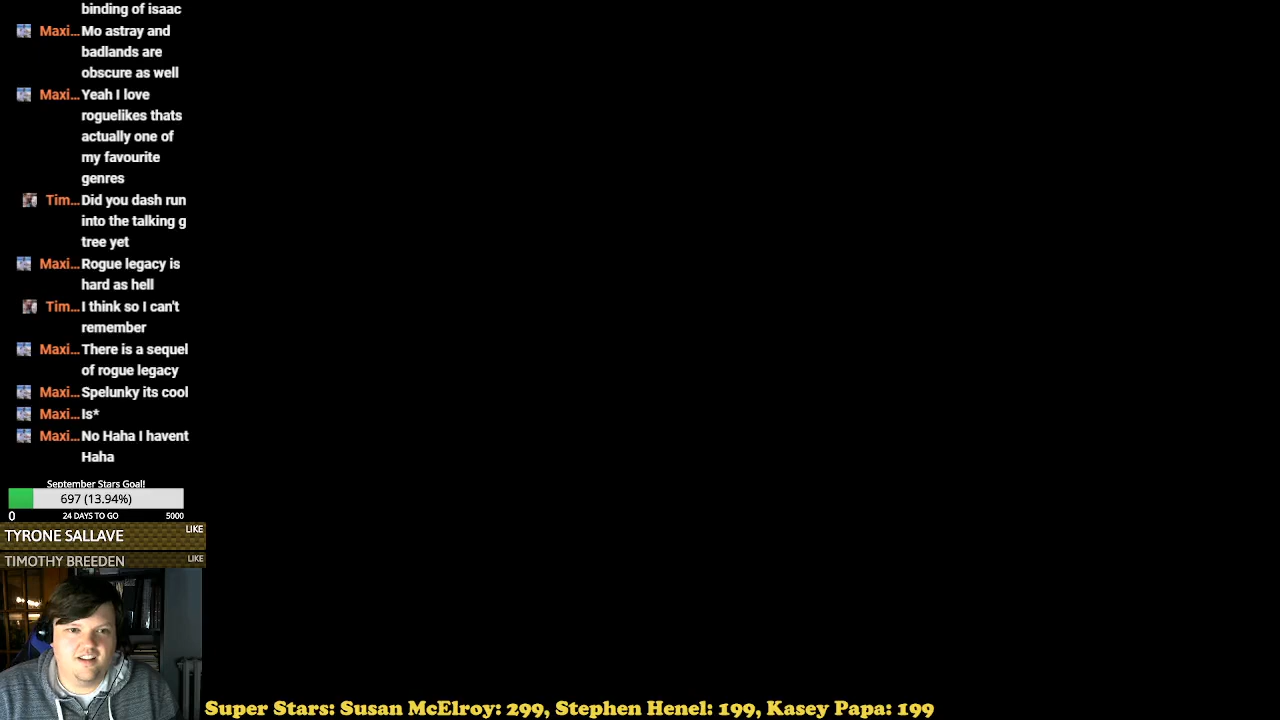 binding of isaac
Maxi... Mo astray and
badlands are
obscure as well
Maxi... Yeah I love
roguelikes thats
actually one of
my favourite
genres
Tim... Did you dash run
into the talking g
tree yet
Maxi... Rogue legacy is
hard as hell
Tim... I think so I can't
remember
Maxi... There is a sequel
of rogue legacy
Maxi... Spelunky its cool
Maxi... Is*
Maxi... No Haha I havent
Haha
September Stars Goal!
697 (13.94%)
0 24 DAYS TO GO 5000
TYRONE SALLAVE LIKE
TIMOTHY BREEDEN LIKE
Super Stars: Susan McElroy: 299, Stephen Henel: 199, Kasey Papa: 199